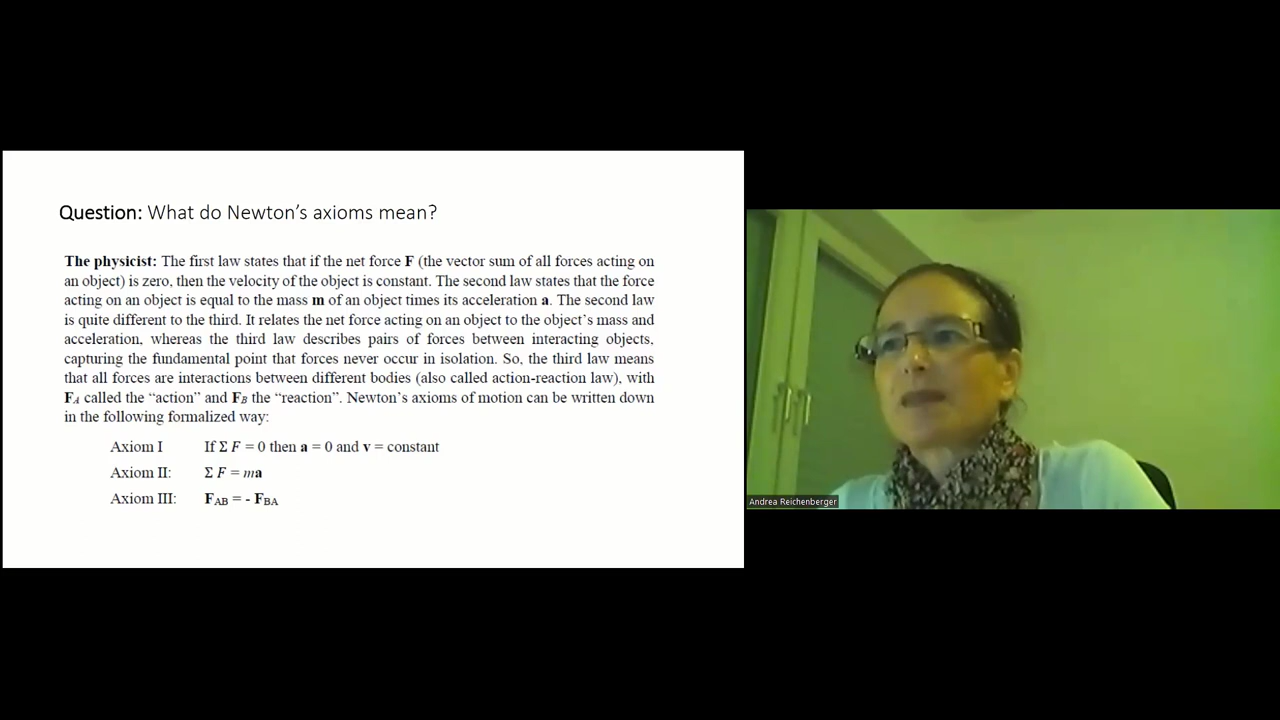 Question: What do Newton’s axioms mean?
The physicist: The first law states that if the net force F (the vector sum of all forces acting on
an object) is zero, then the velocity of the object is constant. The second law states that the force
acting on an object is equal to the mass m of an object times its acceleration a. The second law
is quite different to the third. It relates the net force acting on an object to the object’s mass and
acceleration, whereas the third law describes pairs of forces between interacting objects,
capturing the fundamental point that forces never occur in isolation. So, the third law means
that all forces are interactions between different bodies (also called action-reaction law), with
FA called the “action” and FB the “reaction”. Newton’s axioms of motion can be written down
in the following formalized way:
Axiom I If Σ F = 0 then a = 0 and v = constant
Axiom II: Σ F = ma
Axiom III: FAB = - FBA
Andrea Reichenberger